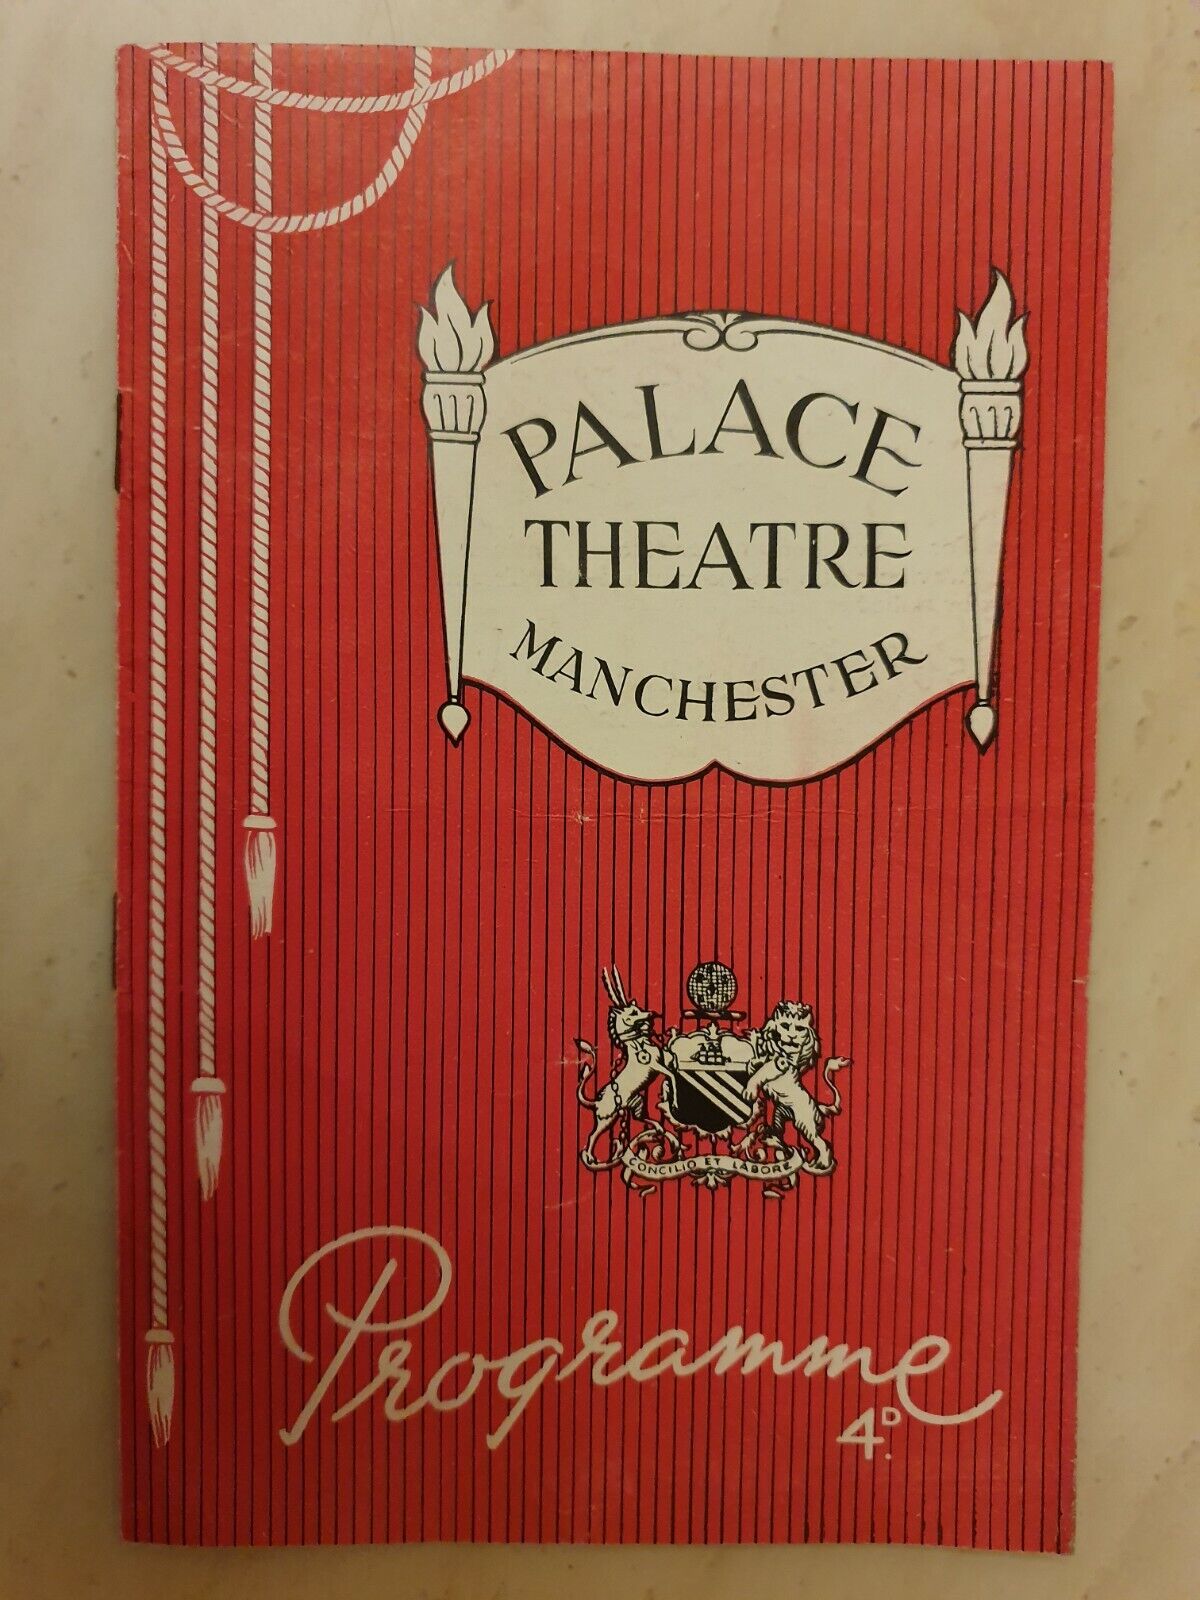 PALACE
THEATRE
MANCHESTER
CONCILIO ET LABORE
Programme
4D.